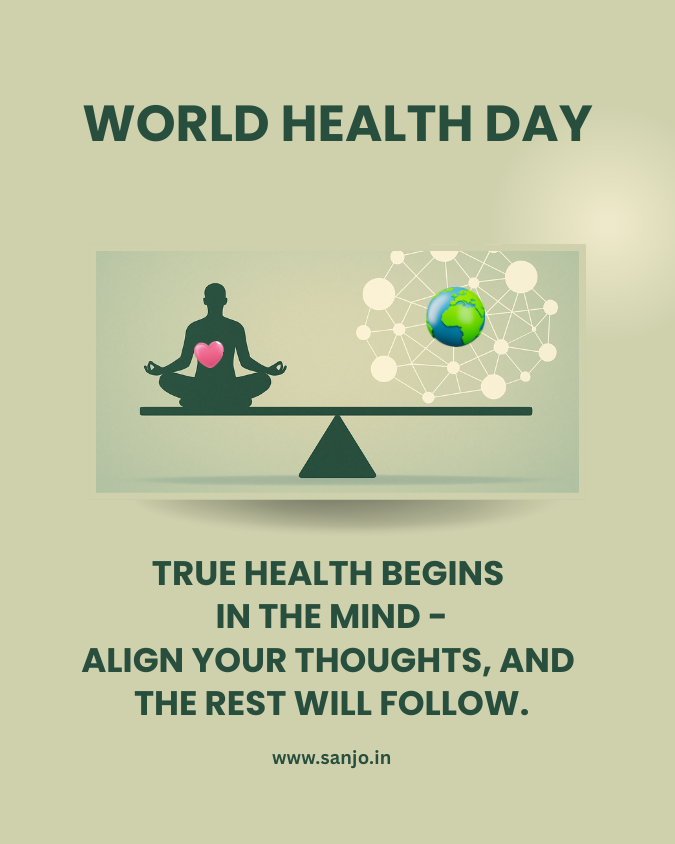 WORLD HEALTH DAY
TRUE HEALTH BEGINS
IN THE MIND –
ALIGN YOUR THOUGHTS, AND
THE REST WILL FOLLOW.
www.sanjo.in